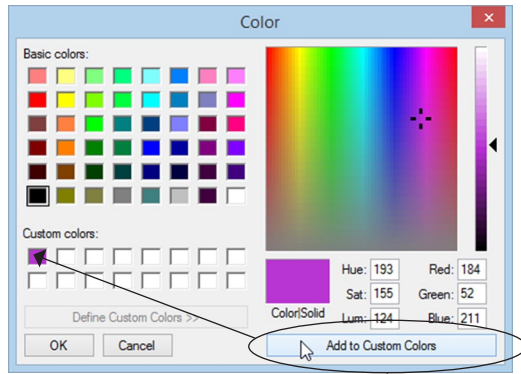 Color
Basic colors:
Custom colors:
Define Custom Colors >>
OK
Cancel
Color|Solid
Hue: 193
Sat: 155
Lum: 124
Red: 184
Green: 52
Blue: 211
Add to Custom Colors